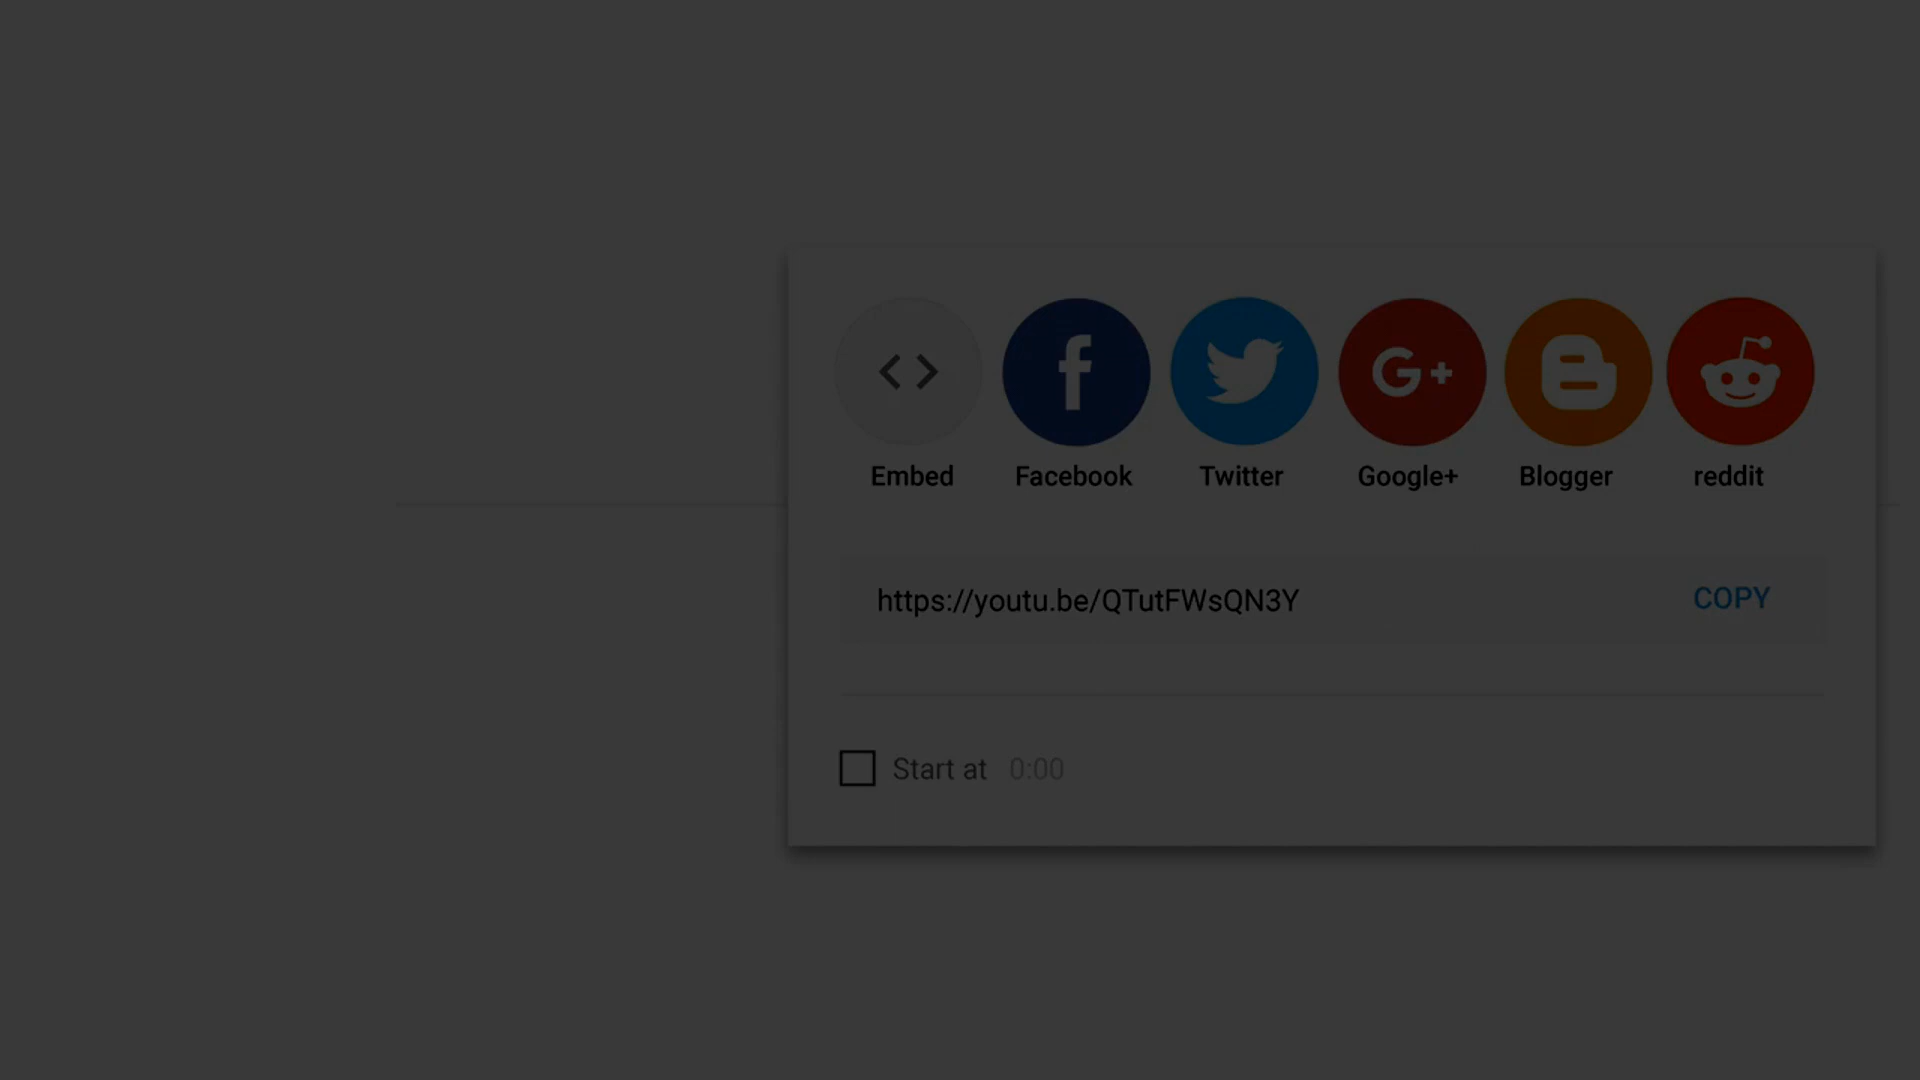 Embed Facebook Twitter Google+ Blogger reddit
https://youtu.be/QTutFWsQN3Y COPY
Start at 0:00